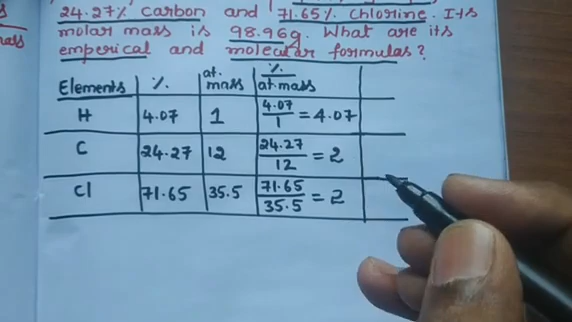 24.27% Carbon and 71.65% Chlorine. Its
molar mass is 98.96g. What are its
emperical and molecular formulas?
Elements % at. mass %/at.mass
H 4.07 1 4.07/1 = 4.07
C 24.27 12 24.27/12 = 2
Cl 71.65 35.5 71.65/35.5 = 2